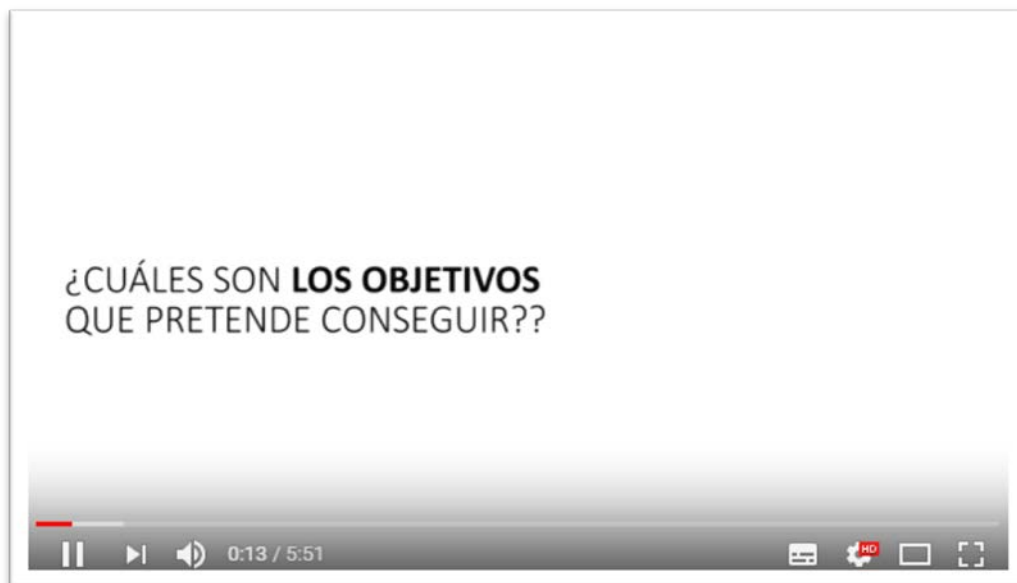 ¿CUÁLES SON LOS OBJETIVOS
QUE PRETENDE CONSEGUIR??
0:13 / 5:51
HD